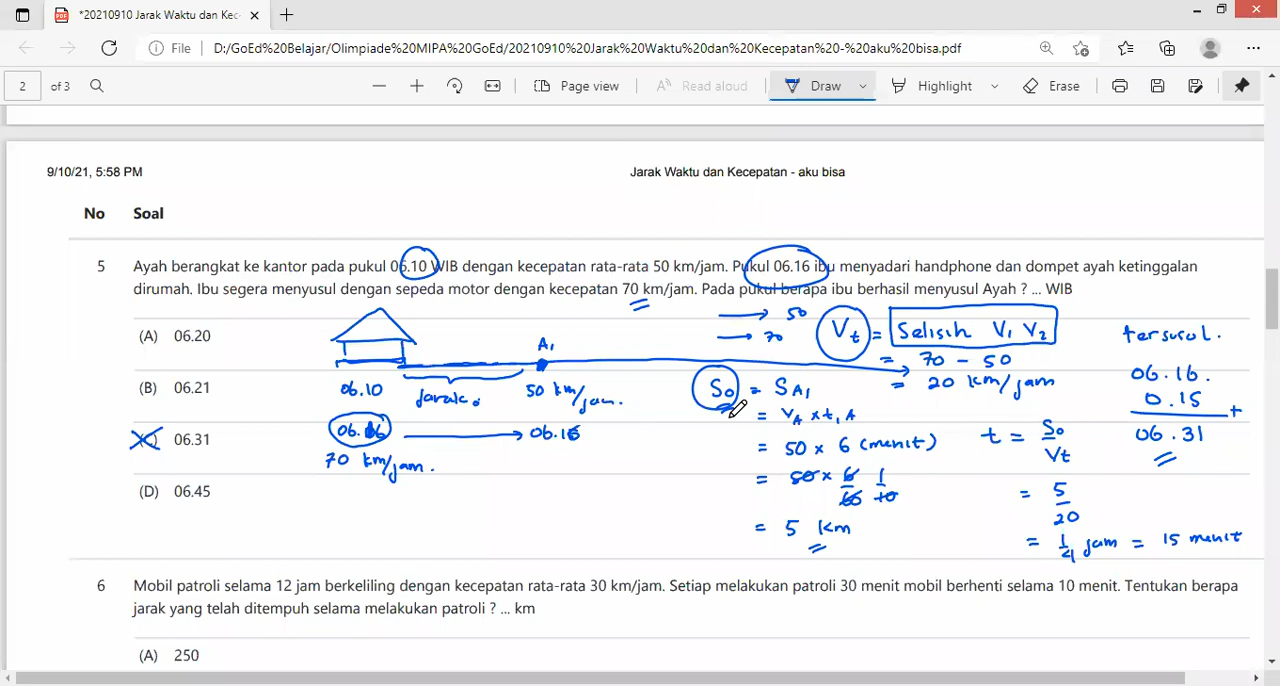 *20210910 Jarak Waktu dan Kec
File D:/GoEd%20Belajar/Olimpiade%20MIPA%20GoEd/20210910%20Jarak%20Waktu%20dan%20Kecepatan%20-%20aku%20bisa.pdf
2 of 3 Page view Read aloud Draw Highlight Erase
9/10/21, 5:58 PM Jarak Waktu dan Kecepatan - aku bisa
No Soal
5 Ayah berangkat ke kantor pada pukul 06.10 WIB dengan kecepatan rata-rata 50 km/jam. Pukul 06.16 ibu menyadari handphone dan dompet ayah ketinggalan
dirumah. Ibu segera menyusul dengan sepeda motor dengan kecepatan 70 km/jam. Pada pukul berapa ibu berhasil menyusul Ayah ? ... WIB
(A) 06.20
(B) 06.21
06.31
(D) 06.45
A1
06.10 Jarak. 50 km/jam.
06.16 06.16
70 km/jam.
50
70
Vt = Selisih V1 V2
= 70 - 50
= 20 km/jam
So = SA1
= VA x t1A
= 50 x 6 (menit)
= 50 x 6/60 1/10
= 5 km
t = So/Vt
= 5/20
= 1/4 jam = 15 menit
tersusul.
06.16.
0.15 +
06.31
6 Mobil patroli selama 12 jam berkeliling dengan kecepatan rata-rata 30 km/jam. Setiap melakukan patroli 30 menit mobil berhenti selama 10 menit. Tentukan berapa
jarak yang telah ditempuh selama melakukan patroli ? ... km
(A) 250